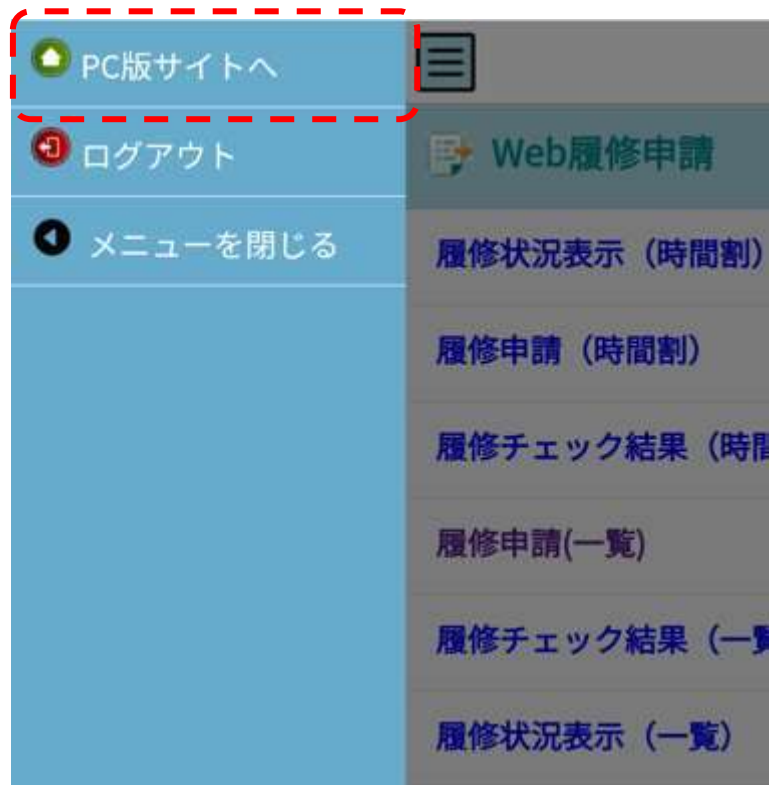 PC版サイトへ
ログアウト
メニューを閉じる
Web履修申請
履修状況表示（時間割）
履修申請（時間割）
履修チェック結果（時間
履修申請(一覧)
履修チェック結果（一覧
履修状況表示（一覧）